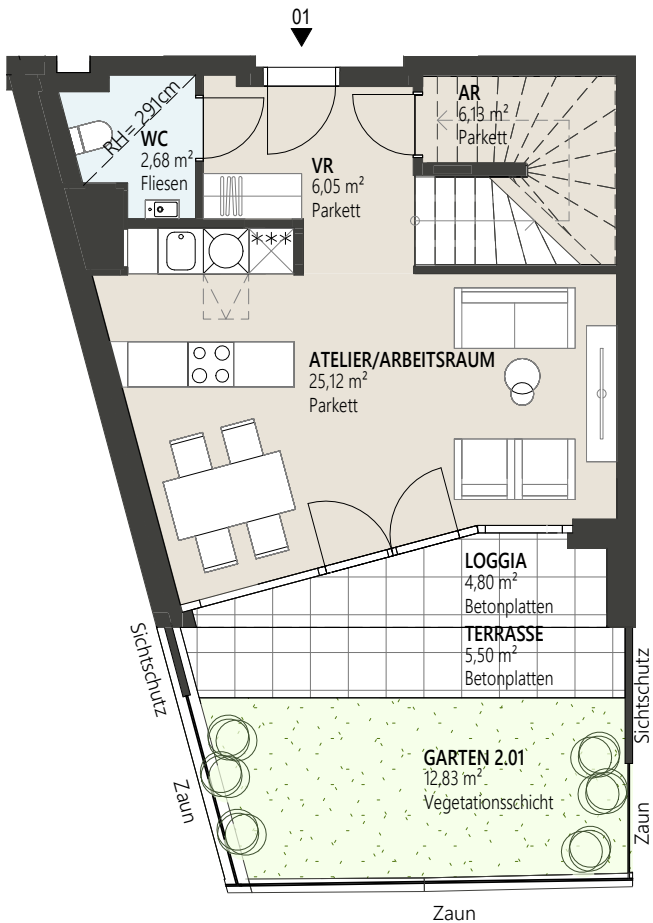 01
RH= 291cm
WC
2,68 m²
Fliesen
AR
6,13 m²
Parkett
VR
6,05 m²
Parkett
ATELIER/ARBEITSRAUM
25,12 m²
Parkett
LOGGIA
4,80 m²
Betonplatten
TERRASSE
5,50 m²
Betonplatten
Sichtschutz
Sichtschutz
GARTEN 2.01
12,83 m²
Vegetationsschicht
Zaun
Zaun
Zaun